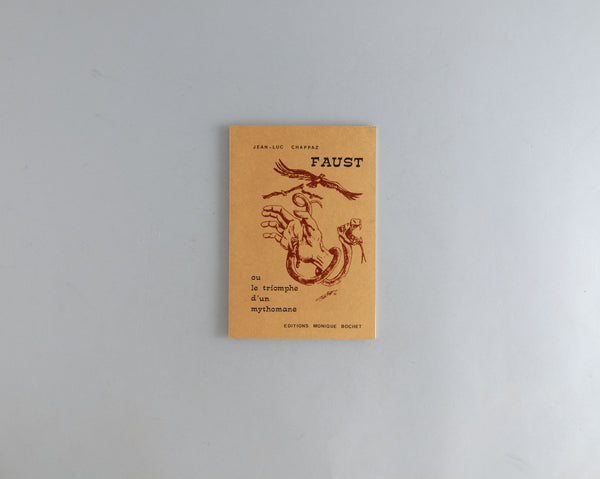 JEAN-LUC CHAPPAZ
FAUST
ou
le triomphe
d'un
mythomane
EDITIONS MONIQUE BOCHET